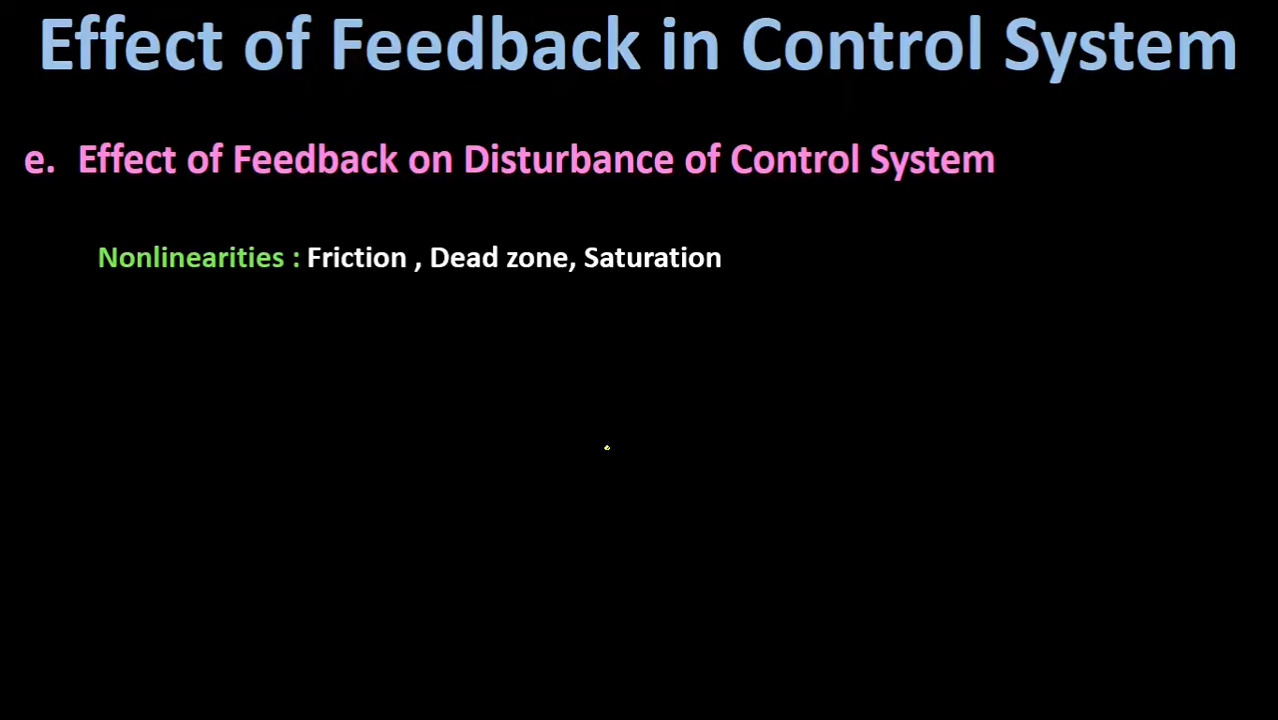 Effect of Feedback in Control System
e. Effect of Feedback on Disturbance of Control System
Nonlinearities : Friction , Dead zone, Saturation